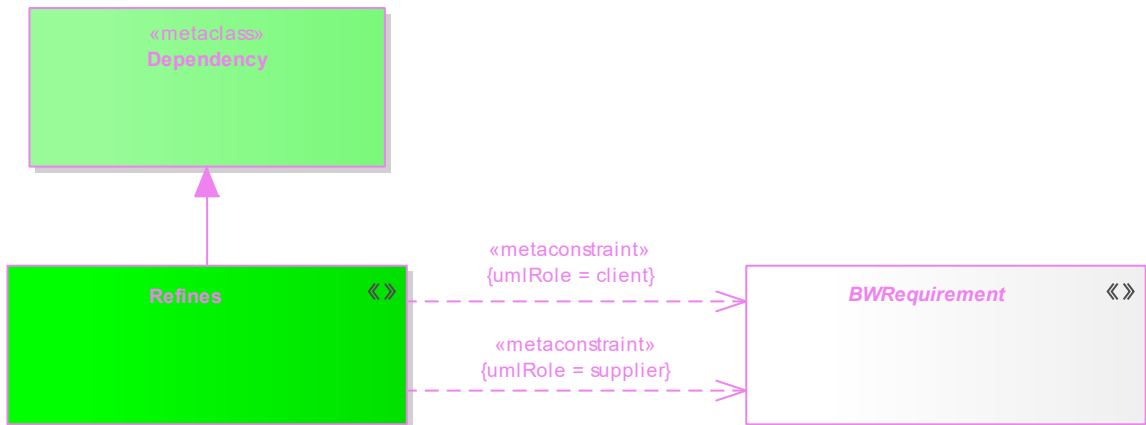 «metaclass»
Dependency
«metaconstraint»
{umlRole = client}
Refines
«»
BWRequirement
«»
«metaconstraint»
{umlRole = supplier}